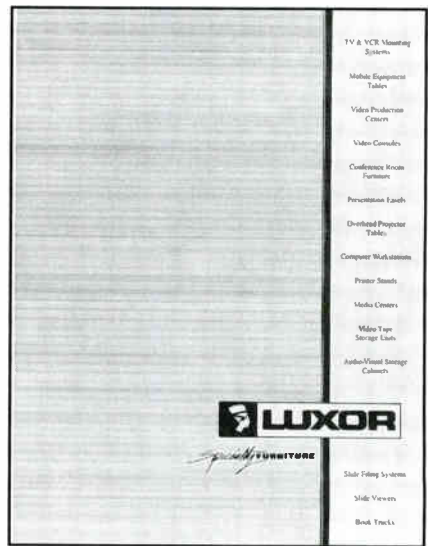 TV & VCR Mounting
Systems
Mobile Equipment
Tables
Video Production
Centers
Video Consoles
Conference Room
Furniture
Presentation Easels
Overhead Projector
Tables
Computer Workstations
Printer Stands
Media Centers
Video Tape
Storage Units
Audio-Visual Storage
Cabinets
LUXOR
Specialty FURNITURE
Slide Filing Systems
Slide Viewers
Book Trucks